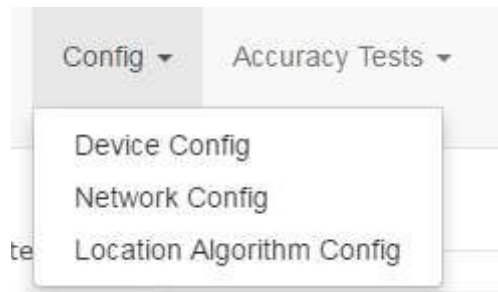 Config Accuracy Tests
Device Config
Network Config
Location Algorithm Config